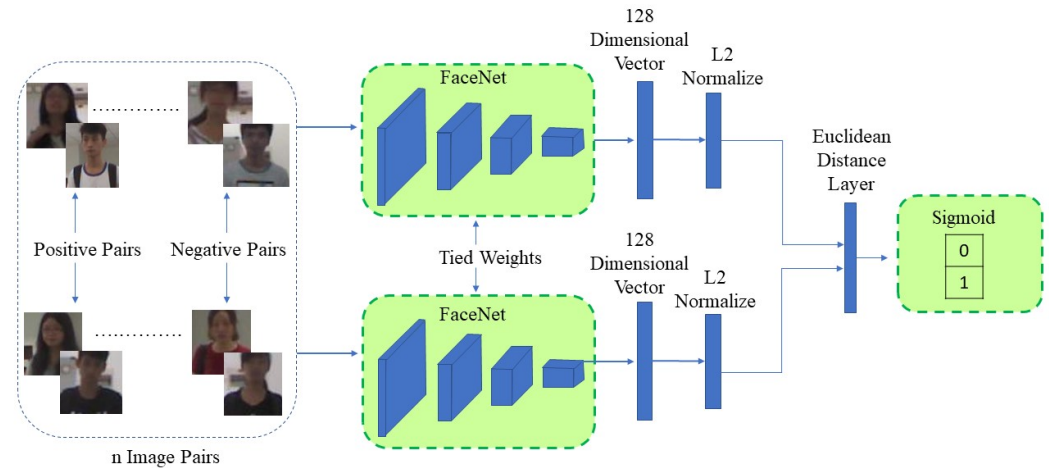 128
Dimensional
Vector
L2
Normalize
FaceNet
Euclidean
Distance
Layer
Sigmoid
0
1
Positive Pairs
Negative Pairs
Tied Weights
128
Dimensional
Vector
L2
Normalize
FaceNet
n Image Pairs